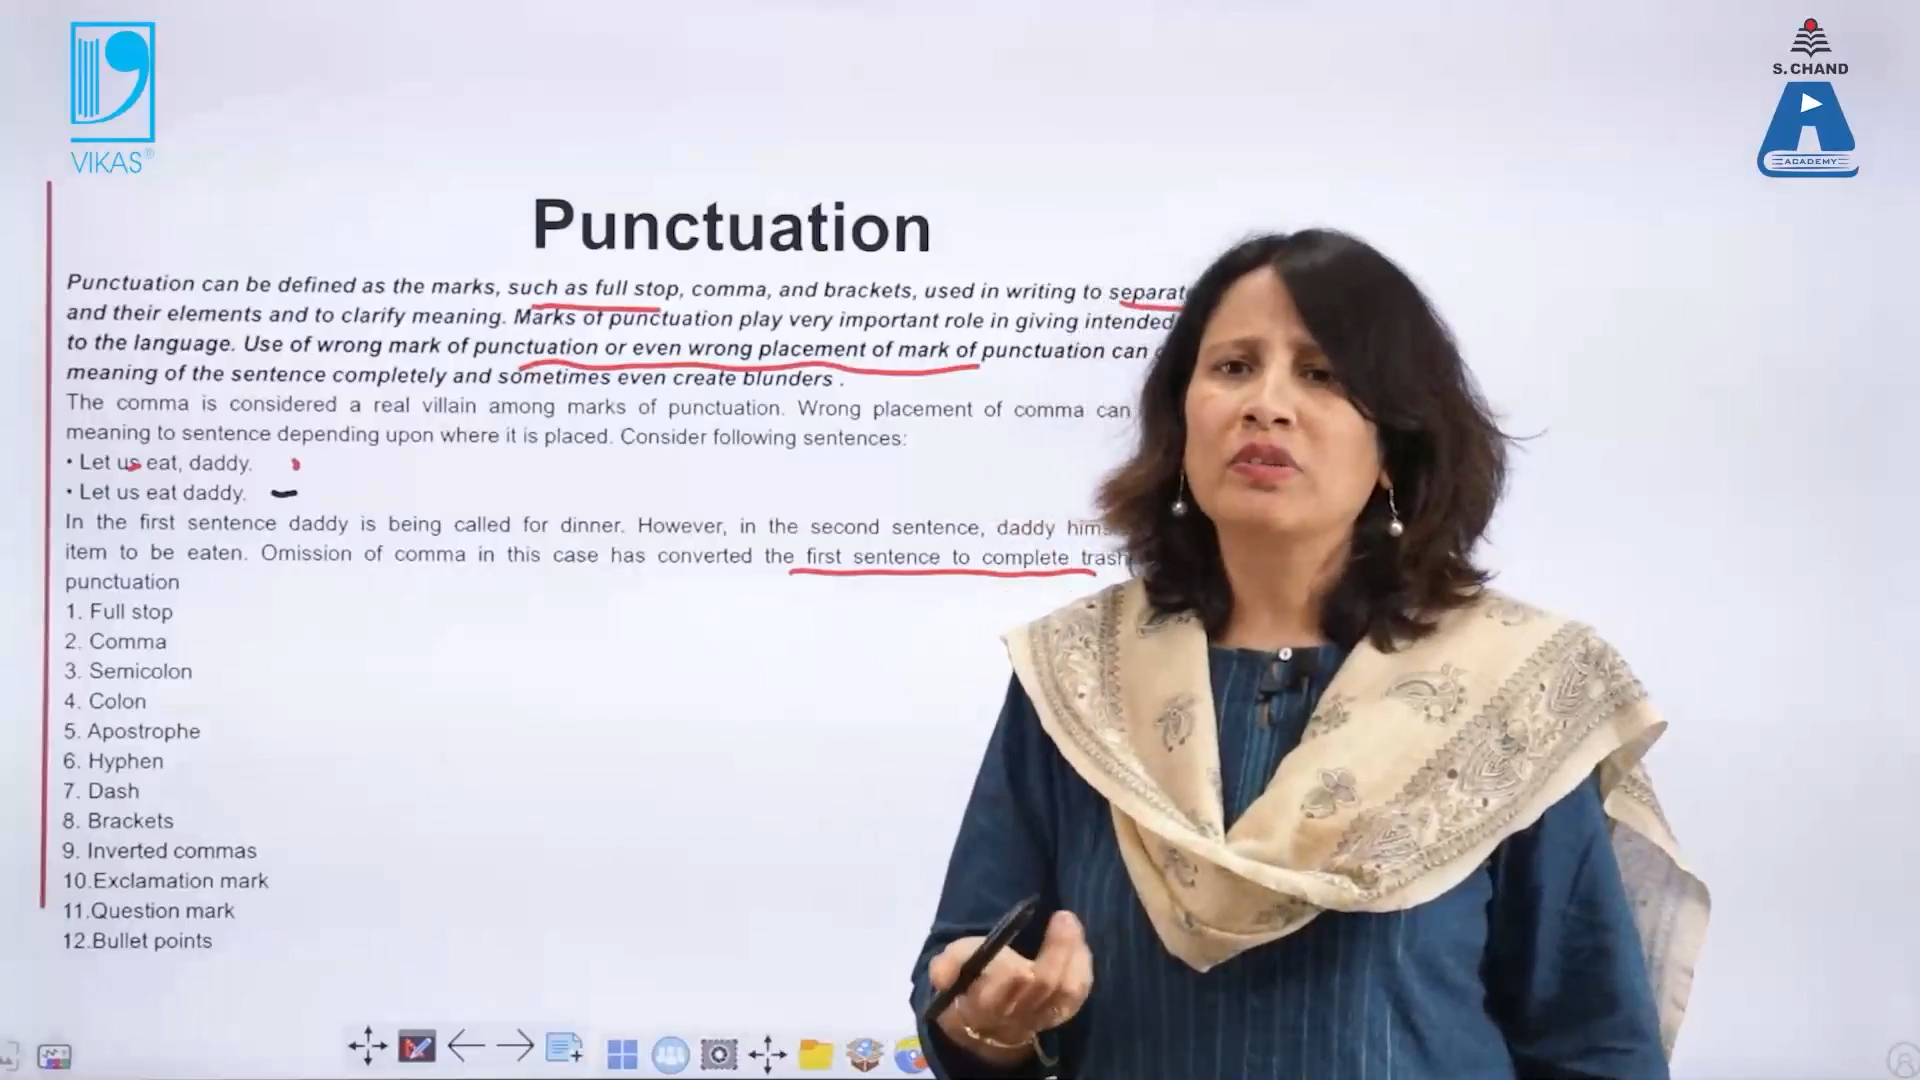 VIKAS®
S. CHAND
ACADEMY
Punctuation
Punctuation can be defined as the marks, such as full stop, comma, and brackets, used in writing to separat
and their elements and to clarify meaning. Marks of punctuation play very important role in giving intended
to the language. Use of wrong mark of punctuation or even wrong placement of mark of punctuation can
meaning of the sentence completely and sometimes even create blunders .
The comma is considered a real villain among marks of punctuation. Wrong placement of comma can
meaning to sentence depending upon where it is placed. Consider following sentences:
• Let us eat, daddy.
• Let us eat daddy.
In the first sentence daddy is being called for dinner. However, in the second sentence, daddy hims
item to be eaten. Omission of comma in this case has converted the first sentence to complete trash
punctuation
1. Full stop
2. Comma
3. Semicolon
4. Colon
5. Apostrophe
6. Hyphen
7. Dash
8. Brackets
9. Inverted commas
10.Exclamation mark
11.Question mark
12.Bullet points